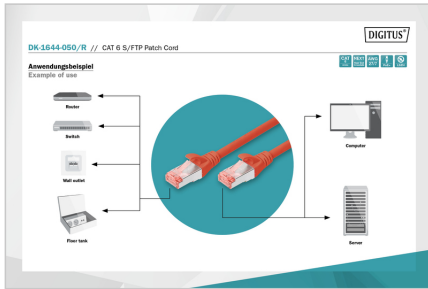 DIGITUS®
DK-1644-050/R // CAT 6 S/FTP Patch Cord
Anwendungsbeispiel
Example of use
CAT
Router
Switch
Wall outlet
Floor tank
Computer
Server